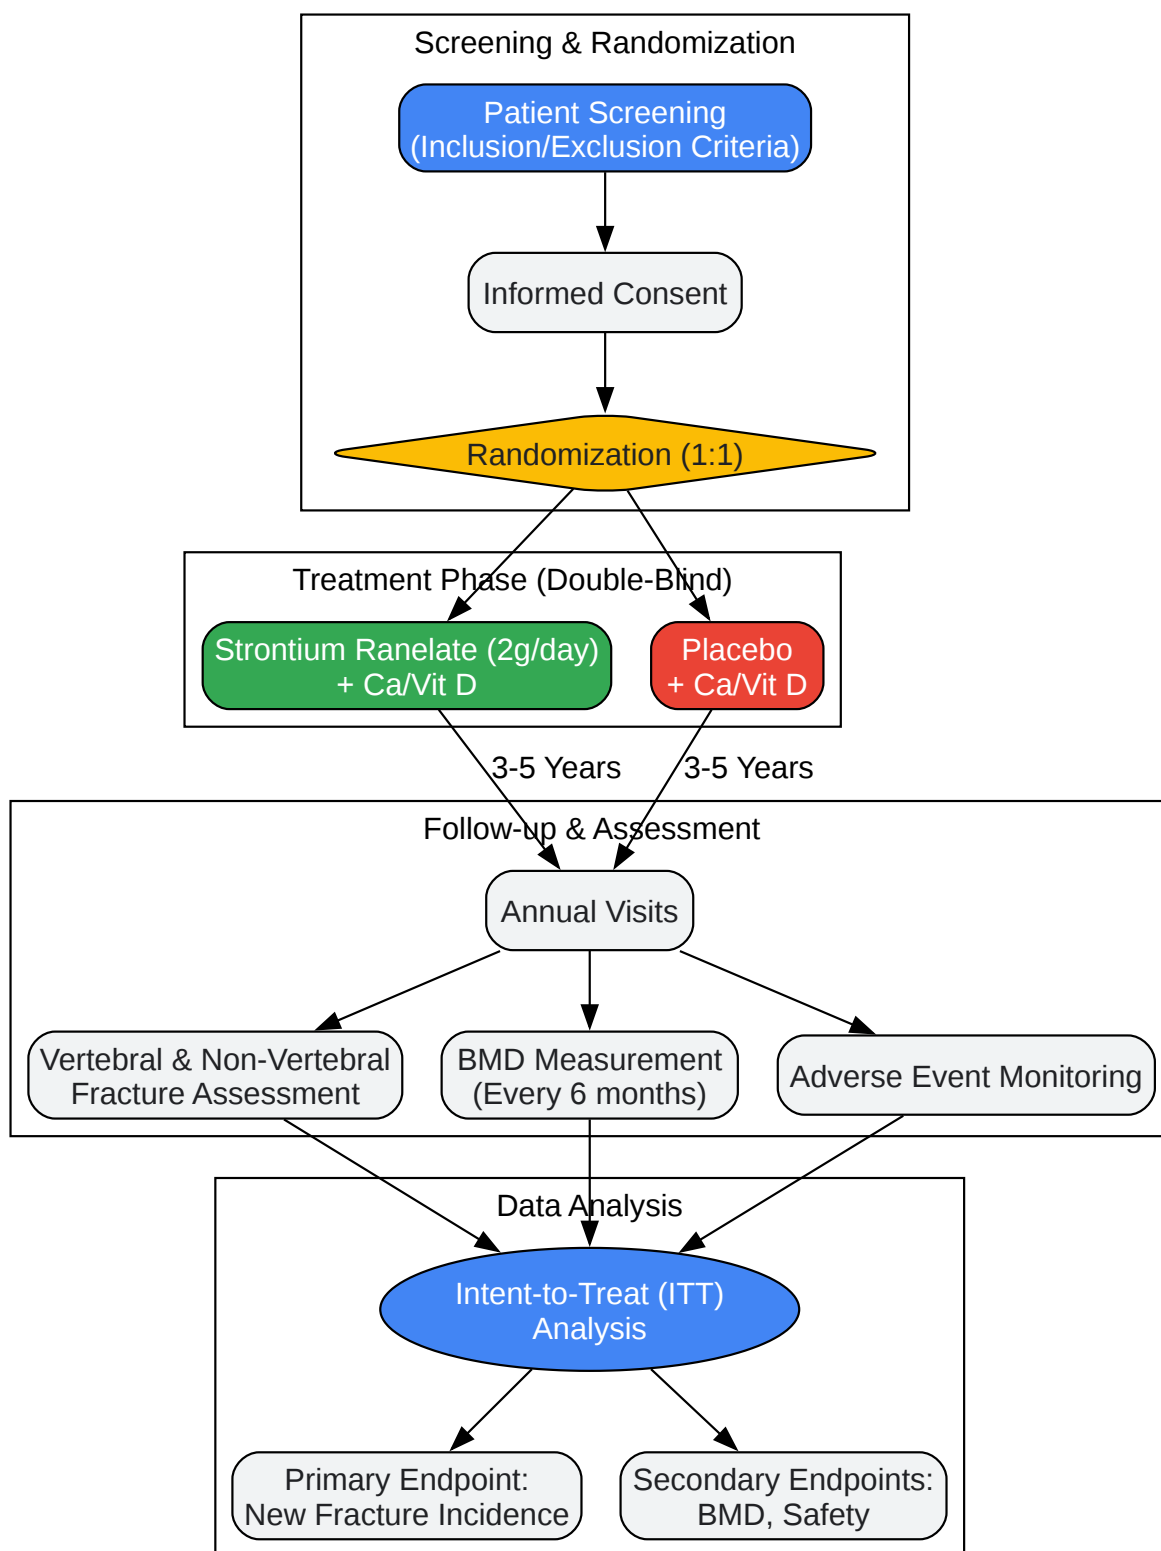 Screening & Randomization
Patient Screening
(Inclusion/Exclusion Criteria)
Informed Consent
Randomization (1:1)
Treatment Phase (Double-Blind)
Strontium Ranelate (2g/day)
+ Ca/Vit D
Placebo
+ Ca/Vit D
3-5 Years
3-5 Years
Follow-up & Assessment
Annual Visits
Vertebral & Non-Vertebral
Fracture Assessment
BMD Measurement
(Every 6 months)
Adverse Event Monitoring
Data Analysis
Intent-to-Treat (ITT)
Analysis
Primary Endpoint:
New Fracture Incidence
Secondary Endpoints:
BMD, Safety